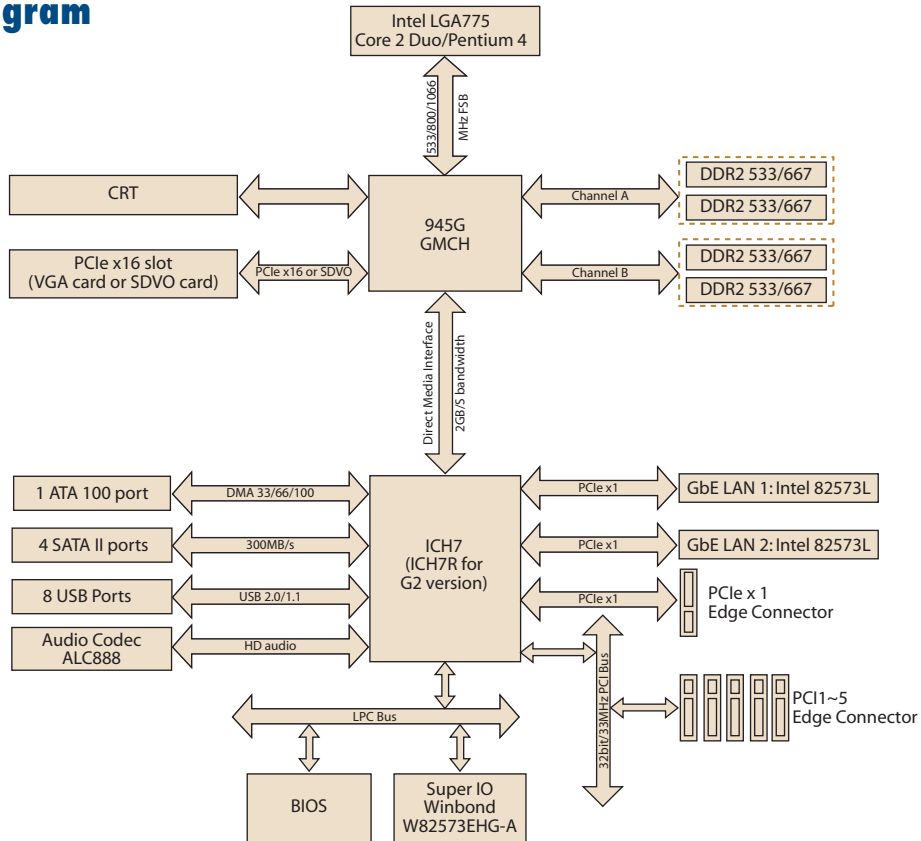 gram
Intel LGA775
Core 2 Duo/Pentium 4
533/800/1066
MHz FSB
CRT
PCIe x16 slot
(VGA card or SDVO card)
PCIe x16 or SDVO
945G
GMCH
Channel A
DDR2 533/667
DDR2 533/667
Channel B
DDR2 533/667
DDR2 533/667
Direct Media Interface
2GB/S bandwidth
1 ATA 100 port
DMA 33/66/100
4 SATA II ports
300MB/s
8 USB Ports
USB 2.0/1.1
Audio Codec
ALC888
HD audio
ICH7
(ICH7R for
G2 version)
PCIe x1
GbE LAN 1: Intel 82573L
PCIe x1
GbE LAN 2: Intel 82573L
PCIe x1
PCIe x 1
Edge Connector
32bit/33MHz PCI Bus
PCI1~5
Edge Connector
LPC Bus
BIOS
Super IO
Winbond
W82573EHG-A